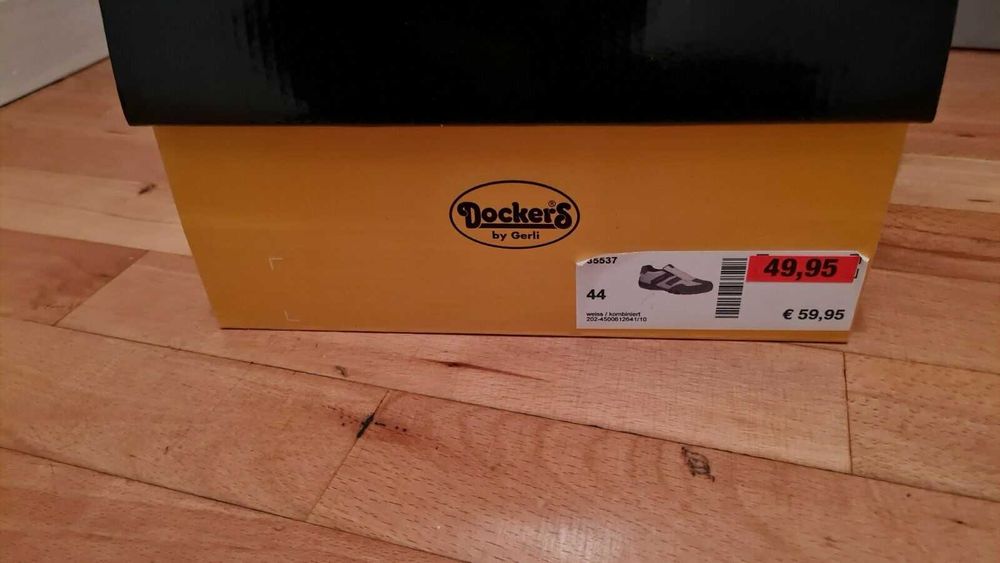 Dockers®
by Gerli
35537
44
weiss / kombiniert
202-4500612641/10
49,95
€ 59,95